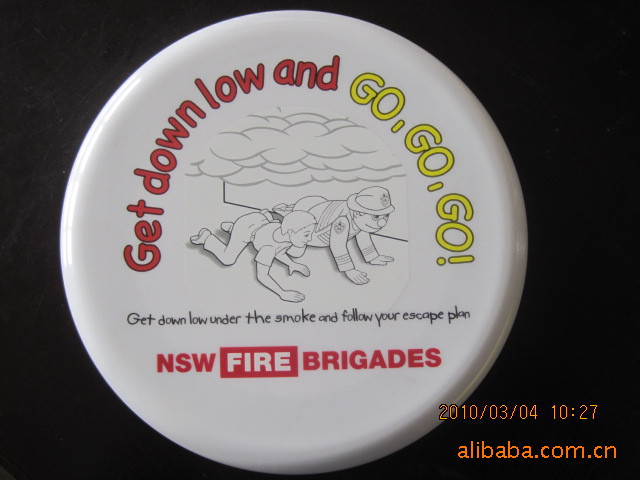 Get down low and GO, GO, GO!
Get down low under the smoke and follow your escape plan
NSW FIRE BRIGADES
2010/03/04 10:27
alibaba.com.cn